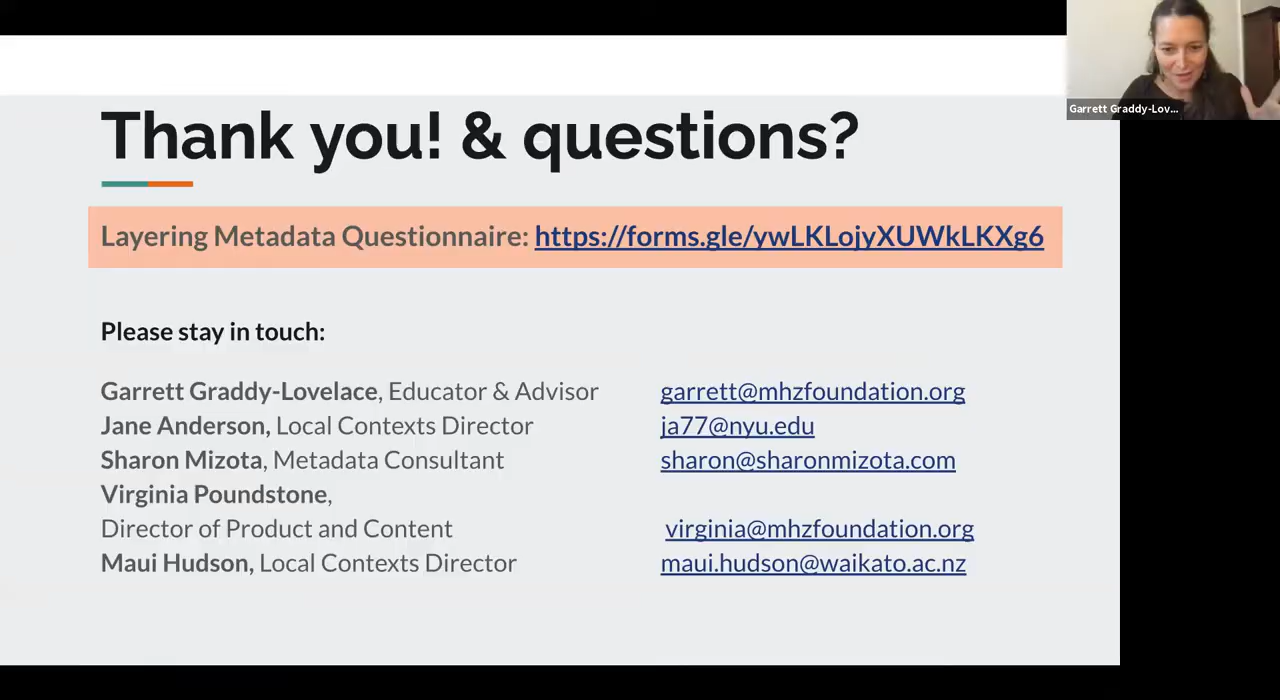 Thank you! & questions?
Layering Metadata Questionnaire: https://forms.gle/ywLKLojyXUWkLKXg6
Please stay in touch:
Garrett Graddy-Lovelace, Educator & Advisor garrett@mhzfoundation.org
Jane Anderson, Local Contexts Director ja77@nyu.edu
Sharon Mizota, Metadata Consultant sharon@sharonmizota.com
Virginia Poundstone,
Director of Product and Content virginia@mhzfoundation.org
Maui Hudson, Local Contexts Director maui.hudson@waikato.ac.nz
Garrett Graddy-Lov...